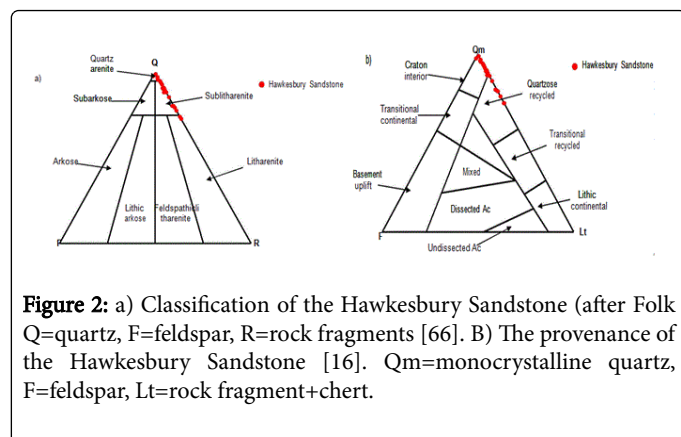 a)
Q
Quartz
arenite
Subarkose
Sublitharenite
Hawkesbury Sandstone
Arkose
Litharenite
Lithic
arkose
Feldspathicli
tharenite
F
R
b)
Qm
Craton
interior
Hawkesbury Sandstone
Transitional
continental
Quartzose
recycled
Transitional
recycled
Basement
uplift
Mixed
Dissected Ac
Lithic
continental
F
Lt
Undissected Ac
Figure 2: a) Classification of the Hawkesbury Sandstone (after Folk
Q=quartz, F=feldspar, R=rock fragments [66]. B) The provenance of
the Hawkesbury Sandstone [16]. Qm=monocrystalline quartz,
F=feldspar, Lt=rock fragment+chert.